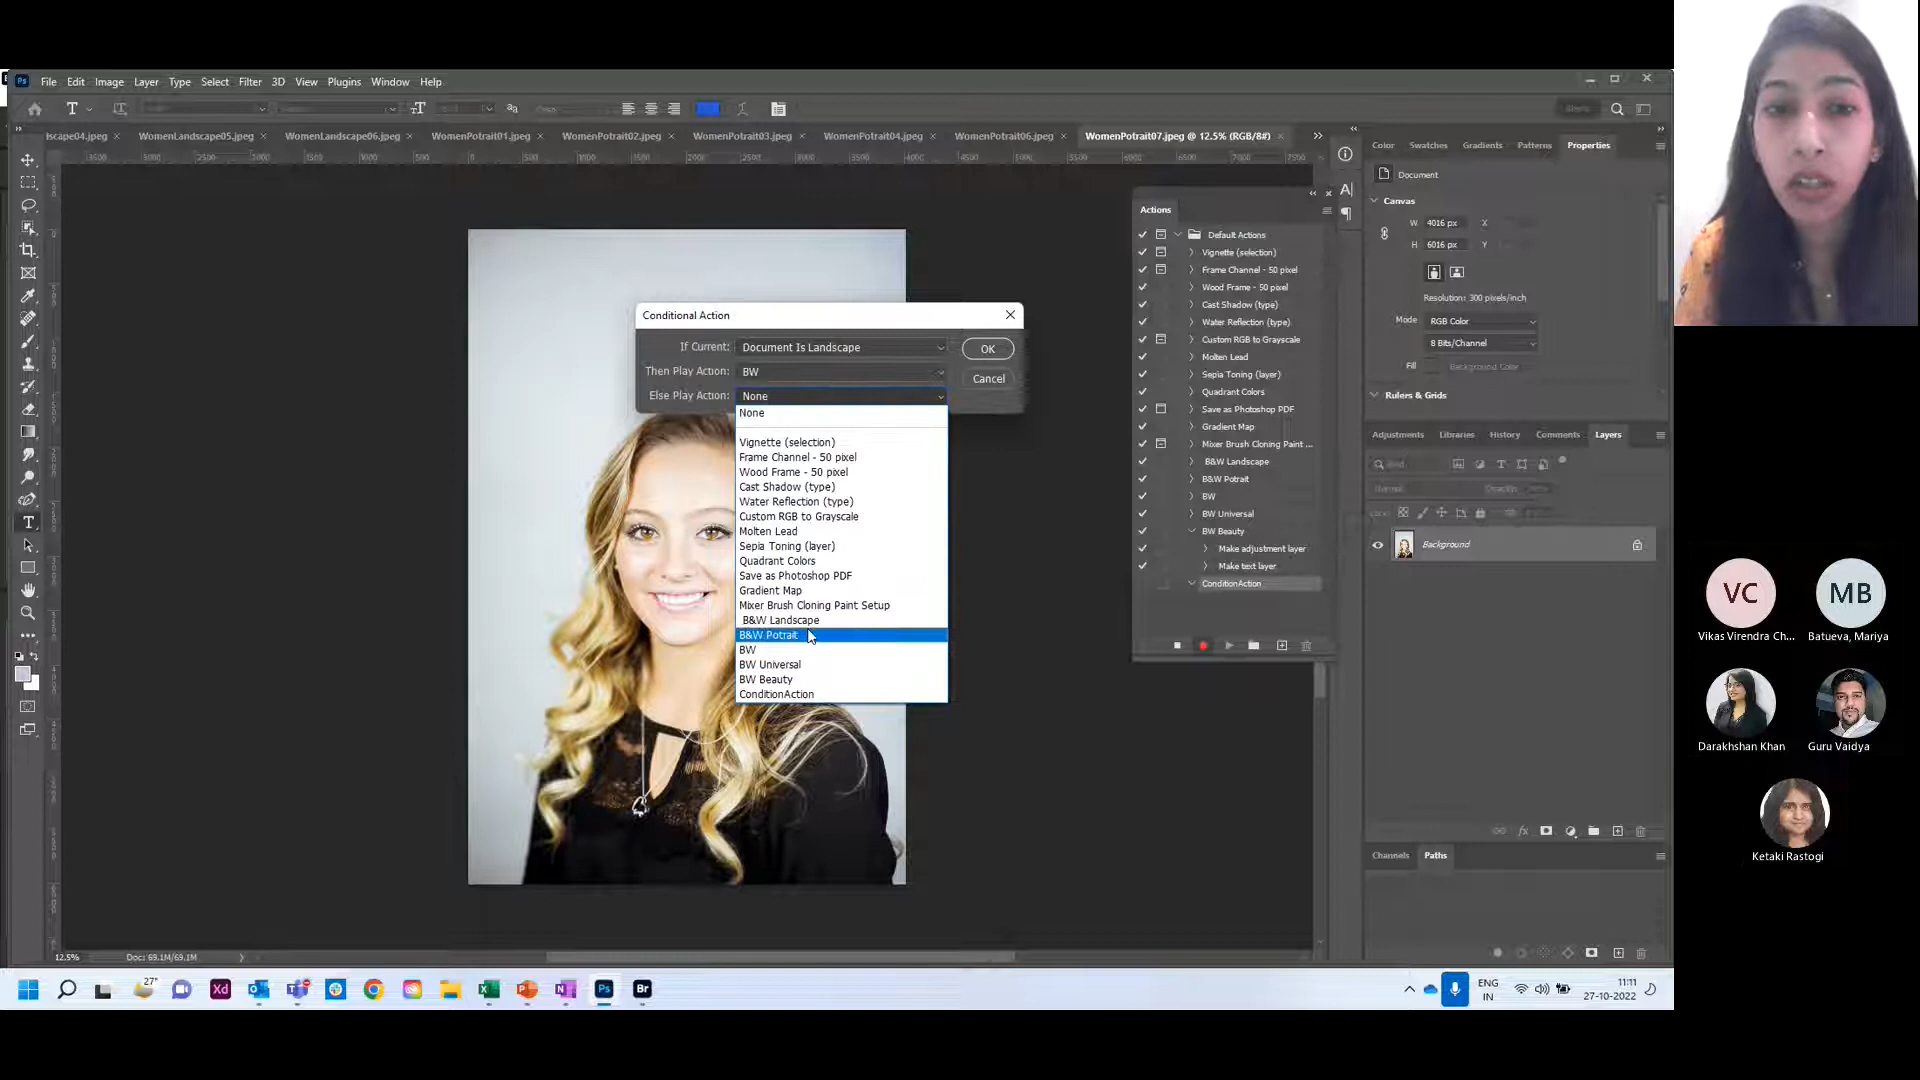 Ps File Edit Image Layer Type Select Filter 3D View Plugins Window Help
lscape04.jpeg WomenLandscape05.jpeg WomenLandscape06.jpeg WomenPotrait01.jpeg WomenPotrait02.jpeg WomenPotrait03.jpeg WomenPotrait04.jpeg WomenPotrait06.jpeg WomenPotrait07.jpeg @ 12.5% (RGB/8#)
Conditional Action
If Current: Document Is Landscape
OK
Then Play Action: BW
Cancel
Else Play Action: None
None
Vignette (selection)
Frame Channel - 50 pixel
Wood Frame - 50 pixel
Cast Shadow (type)
Water Reflection (type)
Custom RGB to Grayscale
Molten Lead
Sepia Toning (layer)
Quadrant Colors
Save as Photoshop PDF
Gradient Map
Mixer Brush Cloning Paint Setup
B&W Landscape
B&W Potrait
BW
BW Universal
BW Beauty
ConditionAction
Actions
Default Actions
Vignette (selection)
Frame Channel - 50 pixel
Wood Frame - 50 pixel
Cast Shadow (type)
Water Reflection (type)
Custom RGB to Grayscale
Molten Lead
Sepia Toning (layer)
Quadrant Colors
Save as Photoshop PDF
Gradient Map
Mixer Brush Cloning Paint ...
B&W Landscape
B&W Potrait
BW
BW Universal
BW Beauty
Make adjustment layer
Make text layer
ConditionAction
Color Swatches Gradients Patterns Properties
Document
Canvas
W 4016 px X
H 6016 px Y
Resolution: 300 pixels/inch
Mode RGB Color
8 Bits/Channel
Fill Background Color
Rulers & Grids
Adjustments Libraries History Comments Layers
Normal Opacity
Background
Channels Paths
12.5% Doc: 69.1M/69.1M
27°
Xd
Ps
Br
ENG
IN
11:11
27-10-2022
VC
Vikas Virendra Ch...
MB
Batueva, Mariya
Darakhshan Khan
Guru Vaidya
Ketaki Rastogi